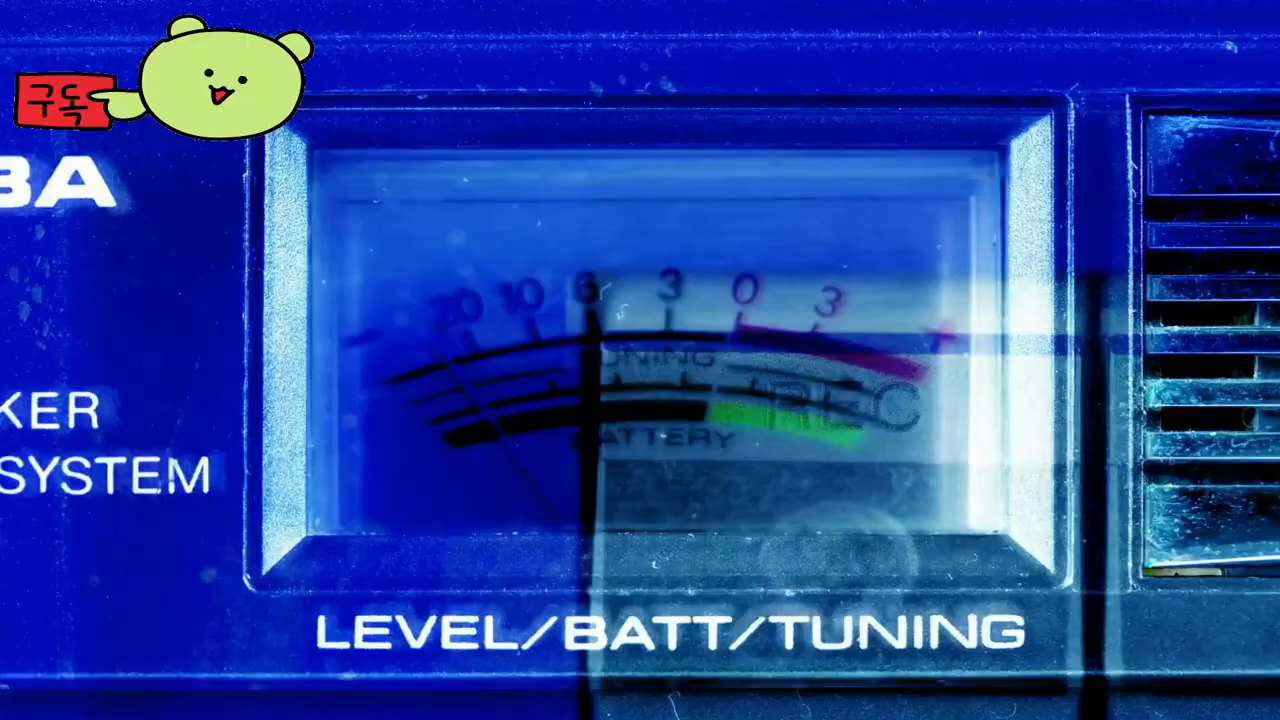 구독
BA
KER
SYSTEM
20 10 6 3 0 3 +
TUNING
REC
BATTERY
LEVEL/BATT/TUNING